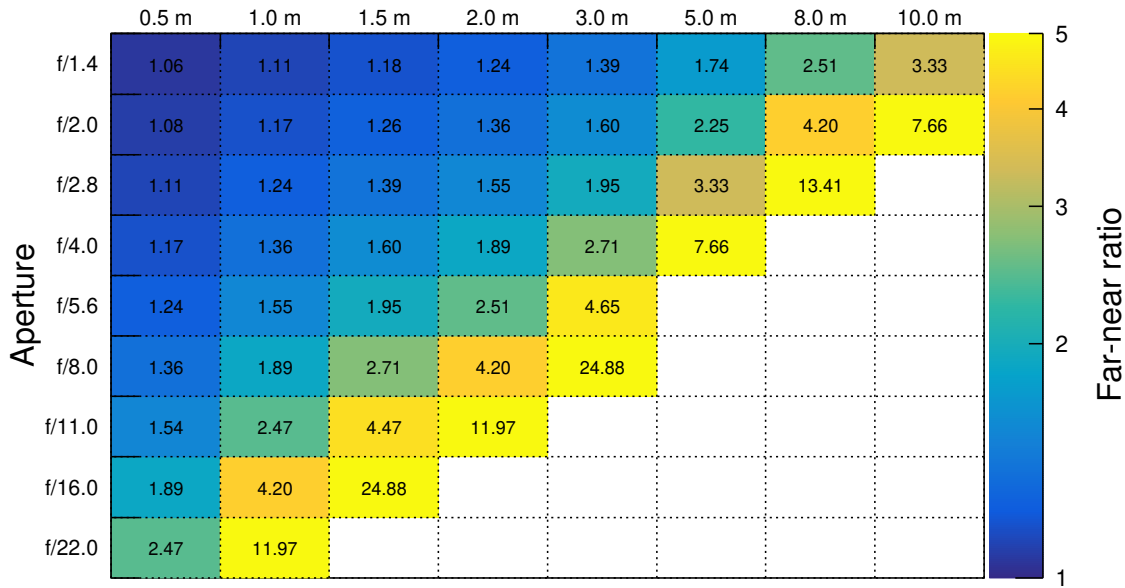 0.5 m 1.0 m 1.5 m 2.0 m 3.0 m 5.0 m 8.0 m 10.0 m
f/1.4 1.06 1.11 1.18 1.24 1.39 1.74 2.51 3.33
f/2.0 1.08 1.17 1.26 1.36 1.60 2.25 4.20 7.66
f/2.8 1.11 1.24 1.39 1.55 1.95 3.33 13.41
f/4.0 1.17 1.36 1.60 1.89 2.71 7.66
f/5.6 1.24 1.55 1.95 2.51 4.65
f/8.0 1.36 1.89 2.71 4.20 24.88
f/11.0 1.54 2.47 4.47 11.97
f/16.0 1.89 4.20 24.88
f/22.0 2.47 11.97
Aperture
5
4
3
2
1
Far-near ratio